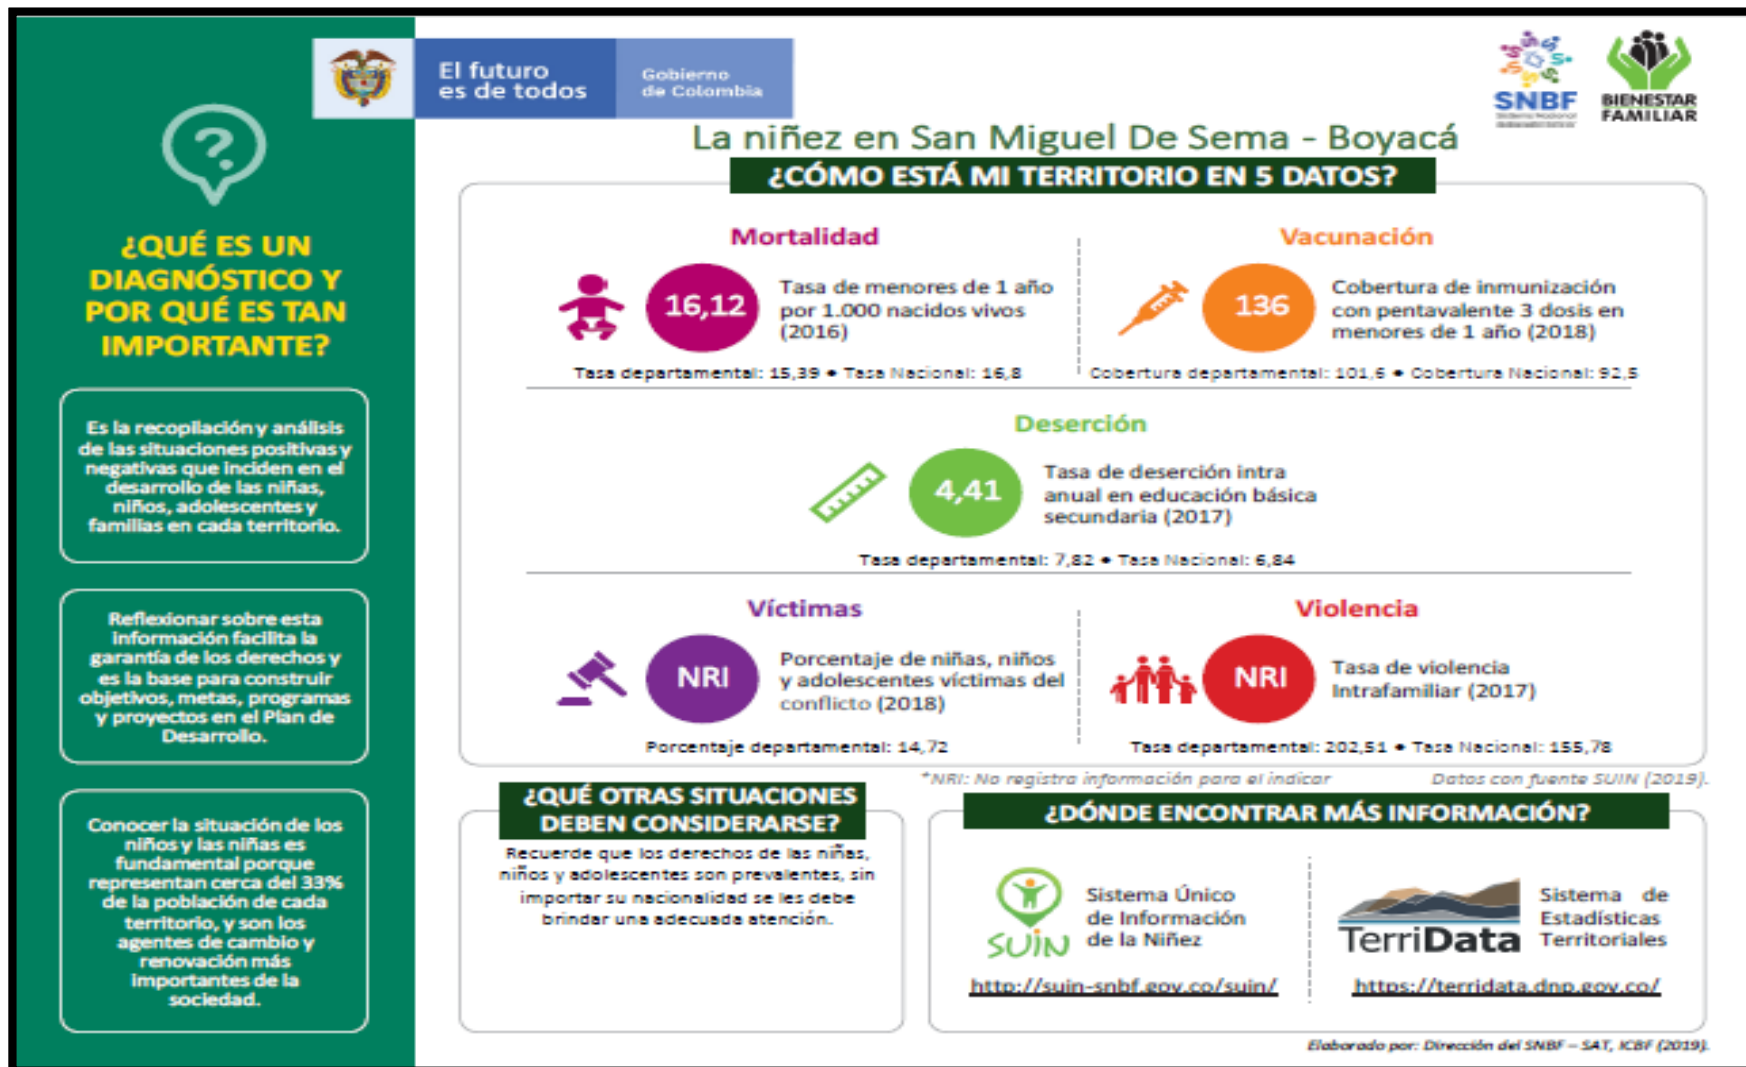 El futuro
es de todos
Gobierno
de Colombia
SNBF
BIENESTAR
FAMILIAR
¿QUÉ ES UN
DIAGNÓSTICO Y
POR QUÉ ES TAN
IMPORTANTE?
Es la recopilación y análisis
de las situaciones positivas y
negativas que inciden en el
desarrollo de las niñas,
niños, adolescentes y
familias en cada territorio.
Reflexionar sobre esta
información facilita la
garantía de los derechos y
es la base para construir
objetivos, metas, programas
y proyectos en el Plan de
Desarrollo.
Conocer la situación de los
niños y las niñas es
fundamental porque
representan cerca del 33%
de la población de cada
territorio, y son los
agentes de cambio y
renovación más
importantes de la
sociedad.
La niñez en San Miguel De Sema - Boyacá
¿CÓMO ESTÁ MI TERRITORIO EN 5 DATOS?
Mortalidad
16,12
Tasa de menores de 1 año
por 1.000 nacidos vivos
(2016)
Tasa departamental: 15,39 • Tasa Nacional: 16,8
Vacunación
136
Cobertura de inmunización
con pentavalente 3 dosis en
menores de 1 año (2018)
Cobertura departamental: 101,6 • Cobertura Nacional: 92,5
Deserción
4,41
Tasa de deserción intra
anual en educación básica
secundaria (2017)
Tasa departamental: 7,82 • Tasa Nacional: 6,84
Víctimas
NRI
Porcentaje de niñas, niños
y adolescentes víctimas del
conflicto (2018)
Porcentaje departamental: 14,72
Violencia
NRI
Tasa de violencia
Intrafamiliar (2017)
Tasa departamental: 202,51 • Tasa Nacional: 155,78
*NRI: No registra información para el indicar
Datos con fuente SUIN (2019).
¿QUÉ OTRAS SITUACIONES
DEBEN CONSIDERARSE?
Recuerde que los derechos de las niñas,
niños y adolescentes son prevalentes, sin
importar su nacionalidad se les debe
brindar una adecuada atención.
¿DÓNDE ENCONTRAR MÁS INFORMACIÓN?
SUIN
Sistema Único
de Información
de la Niñez
http://suin-snbf.gov.co/suin/
TerriData
Sistema de
Estadísticas
Territoriales
https://terridata.dnp.gov.co/
Elaborado por: Dirección del SNBF – SAT, ICBF (2019).